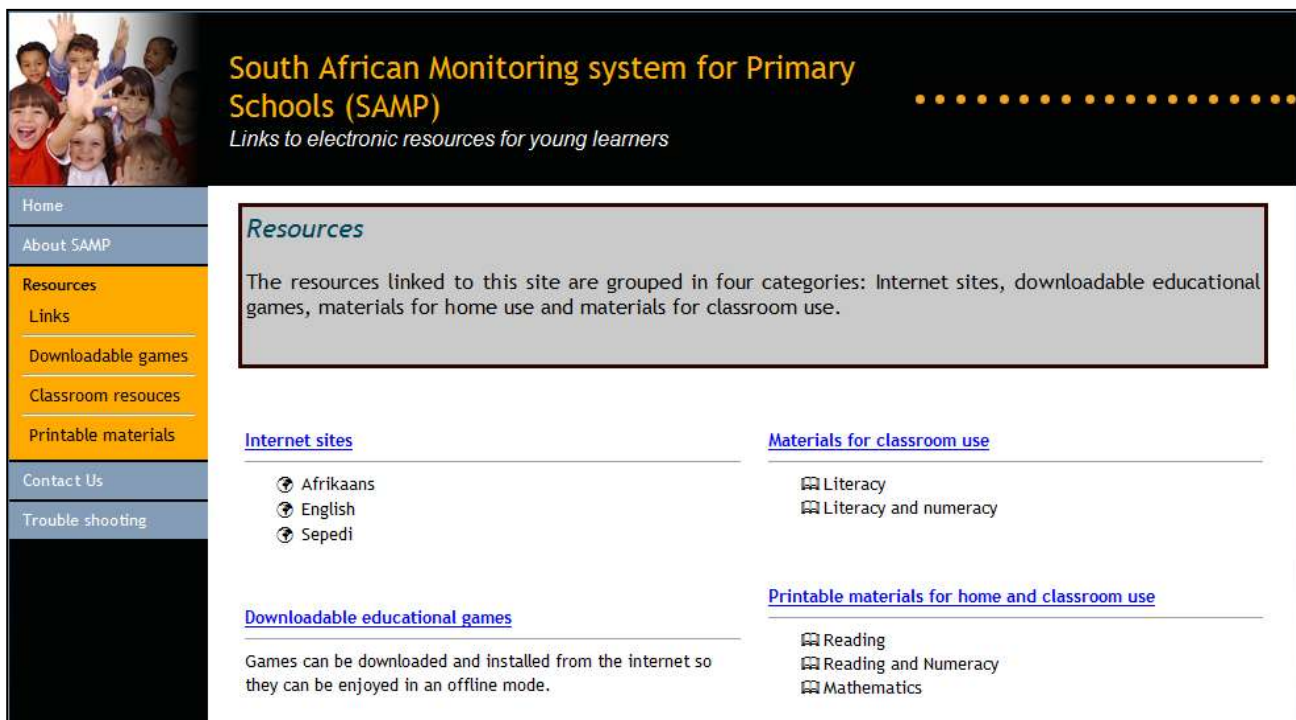 South African Monitoring system for Primary
Schools (SAMP)
Links to electronic resources for young learners
Home
About SAMP
Resources
Links
Downloadable games
Classroom resouces
Printable materials
Contact Us
Trouble shooting
Resources
The resources linked to this site are grouped in four categories: Internet sites, downloadable educational
games, materials for home use and materials for classroom use.
Internet sites
Afrikaans
English
Sepedi
Downloadable educational games
Games can be downloaded and installed from the internet so
they can be enjoyed in an offline mode.
Materials for classroom use
Literacy
Literacy and numeracy
Printable materials for home and classroom use
Reading
Reading and Numeracy
Mathematics